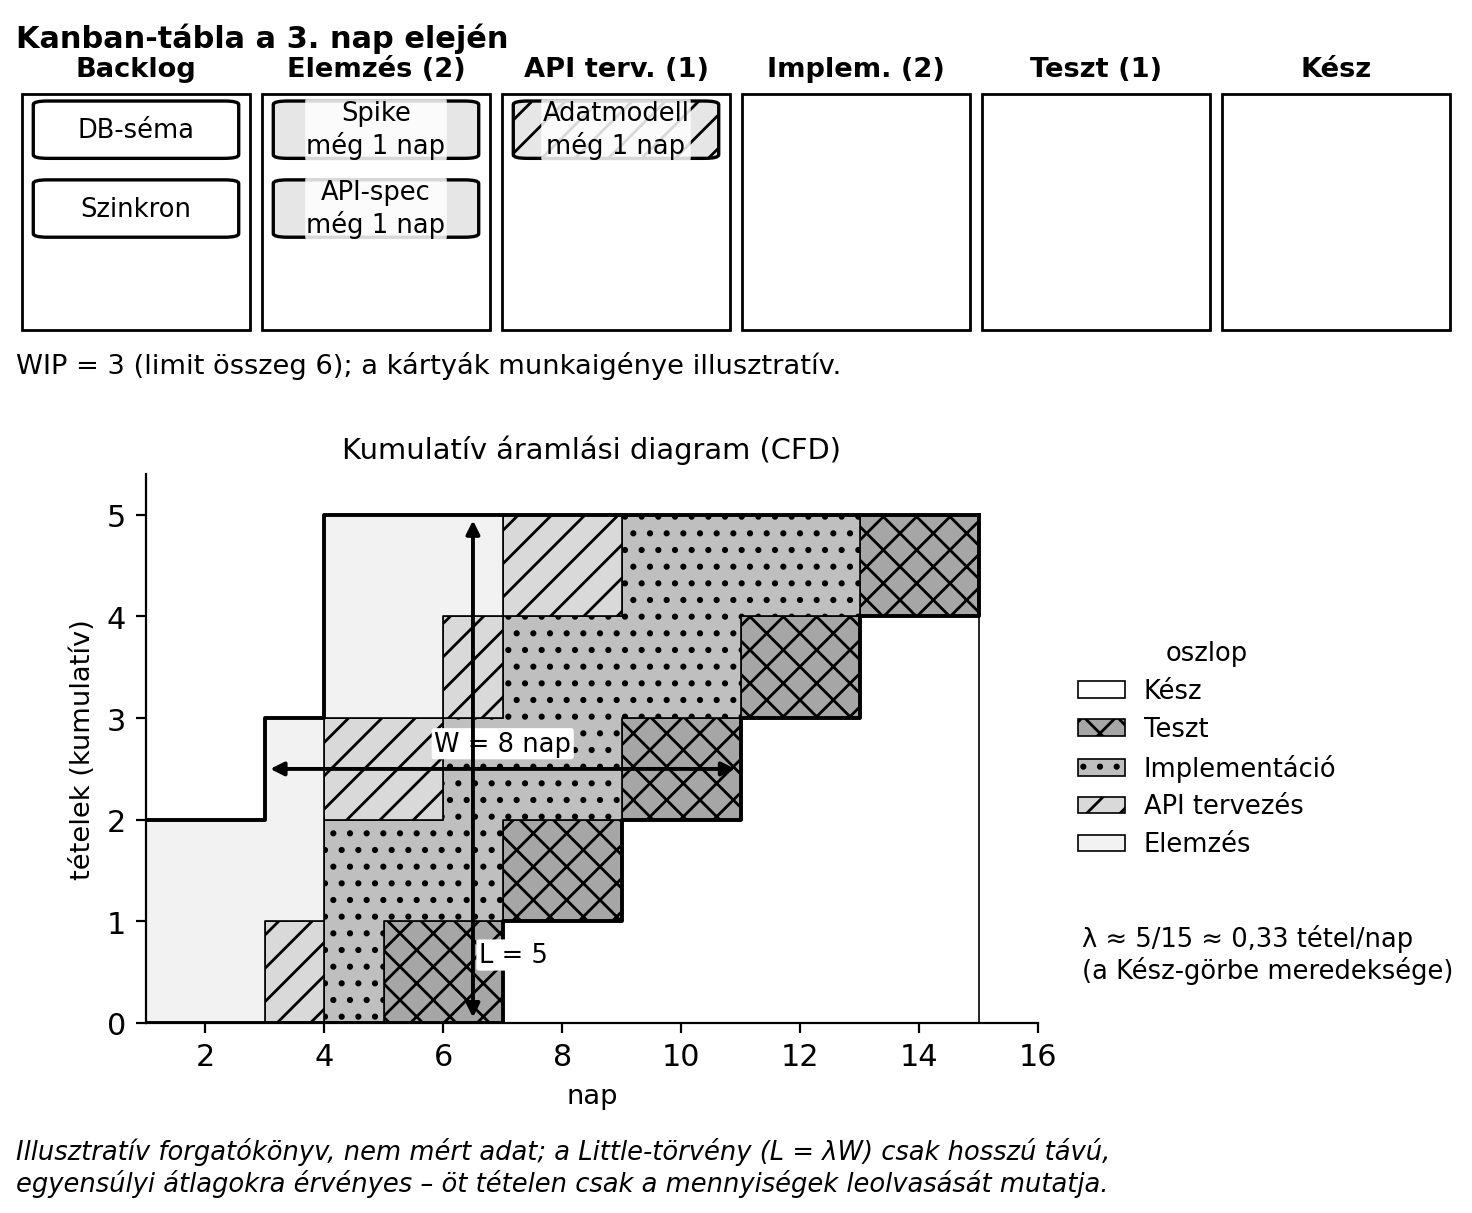 Kanban-tábla a 3. nap elején
Backlog
Elemzés (2)
API terv. (1)
Implem. (2)
Teszt (1)
Kész
DB-séma
Szinkron
Spike
még 1 nap
API-spec
még 1 nap
Adatmodell
még 1 nap
WIP = 3 (limit összeg 6); a kártyák munkaigénye illusztratív.
Kumulatív áramlási diagram (CFD)
tételek (kumulatív)
5
4
3
2
1
0
W = 8 nap
L = 5
2
4
6
8
10
12
14
16
nap
oszlop
Kész
Teszt
Implementáció
API tervezés
Elemzés
λ ≈ 5/15 ≈ 0,33 tétel/nap
(a Kész-görbe meredeksége)
Illusztratív forgatókönyv, nem mért adat; a Little-törvény (L = λW) csak hosszú távú,
egyensúlyi átlagokra érvényes – öt tételen csak a mennyiségek leolvasását mutatja.